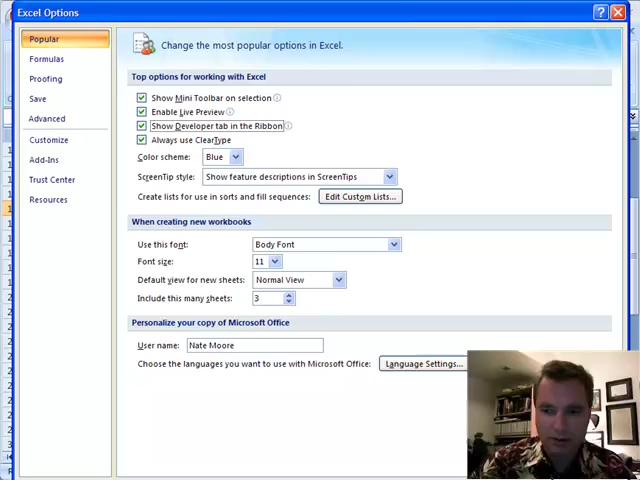 Excel Options
Popular
Formulas
Proofing
Save
Advanced
Customize
Add-Ins
Trust Center
Resources
Change the most popular options in Excel.
Top options for working with Excel
Show Mini Toolbar on selection
Enable Live Preview
Show Developer tab in the Ribbon
Always use ClearType
Color scheme: Blue
ScreenTip style: Show feature descriptions in ScreenTips
Create lists for use in sorts and fill sequences: Edit Custom Lists...
When creating new workbooks
Use this font: Body Font
Font size: 11
Default view for new sheets: Normal View
Include this many sheets: 3
Personalize your copy of Microsoft Office
User name: Nate Moore
Choose the languages you want to use with Microsoft Office: Language Settings...